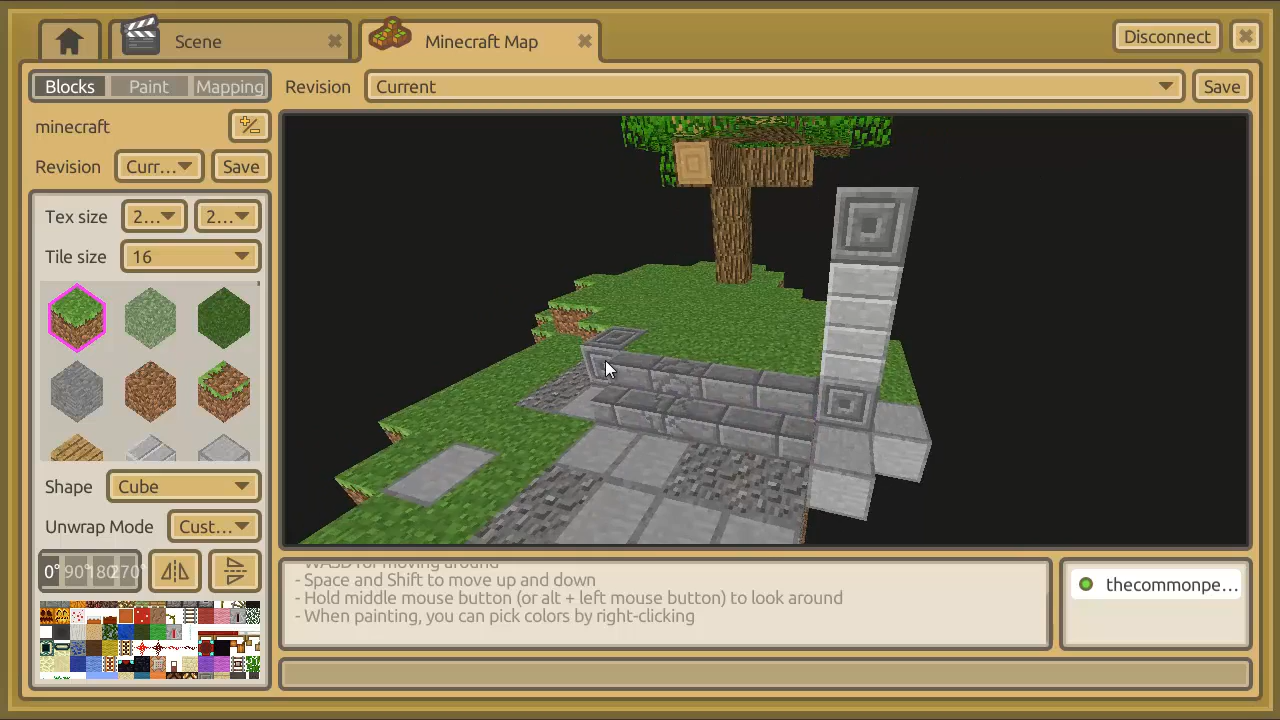 Scene
Minecraft Map
Disconnect
Blocks
Paint
Mapping
Revision
Current
Save
minecraft
Revision
Curr...
Save
Tex size
2...
2...
Tile size
16
Shape
Cube
Unwrap Mode
Cust...
0°
90°
180
270°
- Space and Shift to move up and down
- Hold middle mouse button (or alt + left mouse button) to look around
- When painting, you can pick colors by right-clicking
thecommonpe...